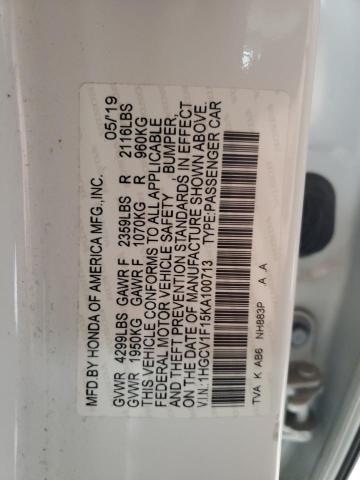 MFD. BY HONDA OF AMERICA MFG.,INC. 05/'19
GVWR 4299LBS GAWR F 2359LBS R 2116LBS
GVWR 1950KG GAWR F 1070KG R 960KG
THIS VEHICLE CONFORMS TO ALL APPLICABLE
FEDERAL MOTOR VEHICLE SAFETY , BUMPER,
AND THEFT PREVENTION STANDARDS IN EFFECT
ON THE DATE OF MANUFACTURE SHOWN ABOVE.
V.I.N.:1HGCV1F15KA100713 TYPE:PASSENGER CAR
TVA K AB6 NH883P A A